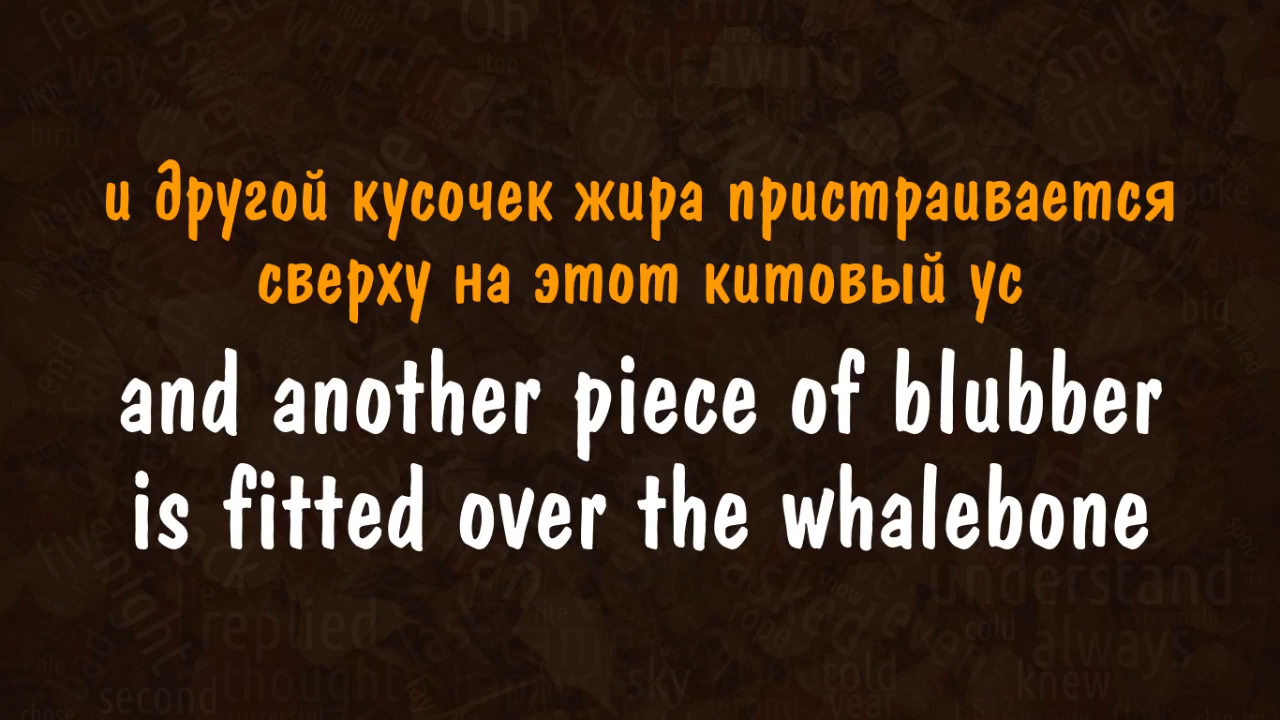 и другой кусочек жира пристраивается
сверху на этот китовый ус
and another piece of blubber
is fitted over the whalebone